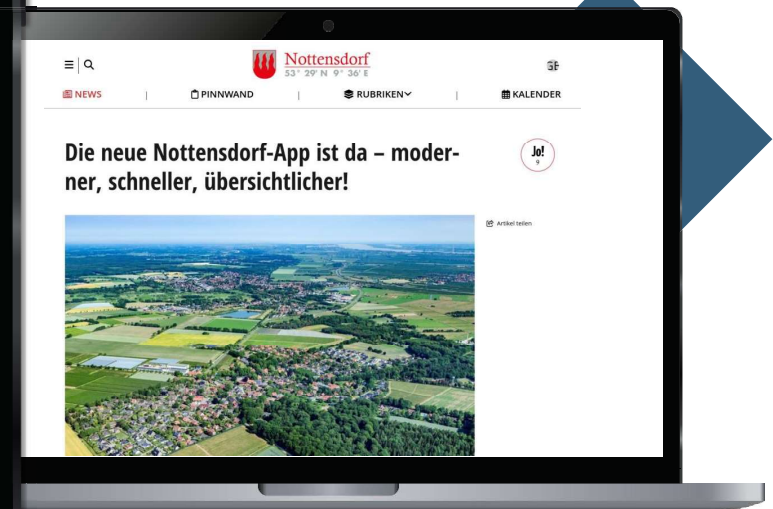 Nottensdorf
53° 29' N 9° 36' E
NEWS | PINNWAND | RUBRIKEN | KALENDER
Die neue Nottensdorf-App ist da – moder-
ner, schneller, übersichtlicher!
Jo!
9
Artikel teilen